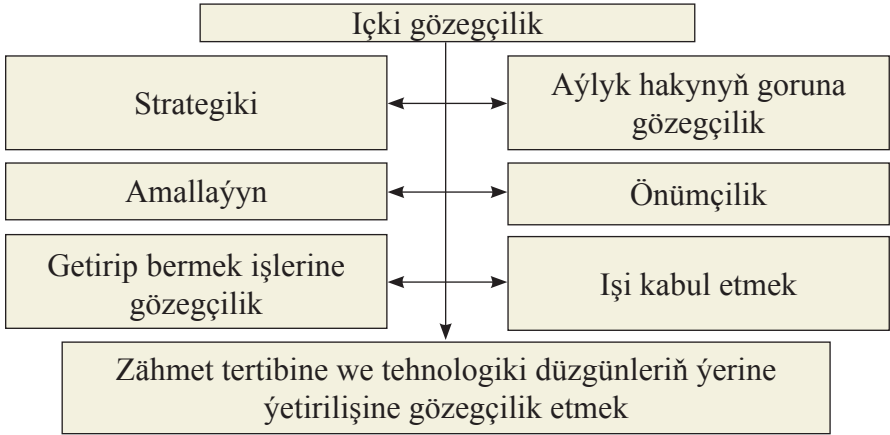 Içki gözegçilik
Strategiki
Aýlyk hakynyň goruna
gözegçilik
Amallaýyn
Önümçilik
Getirip bermek işlerine
gözegçilik
Işi kabul etmek
Zähmet tertibine we tehnologiki düzgünleriň ýerine
ýetirilişine gözegçilik etmek